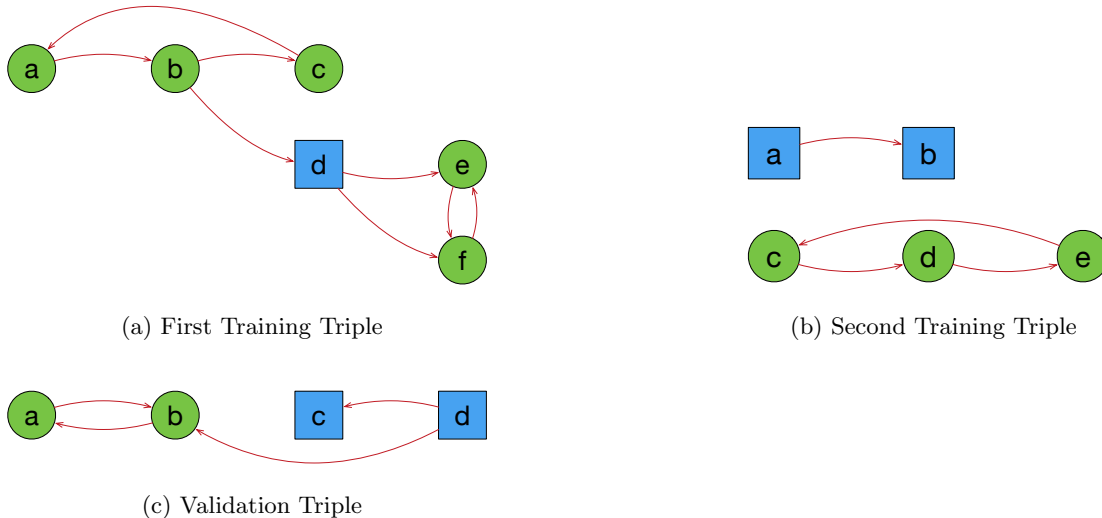 a b c
d e
f
(a) First Training Triple
a b
c d e
(b) Second Training Triple
a b c d
(c) Validation Triple